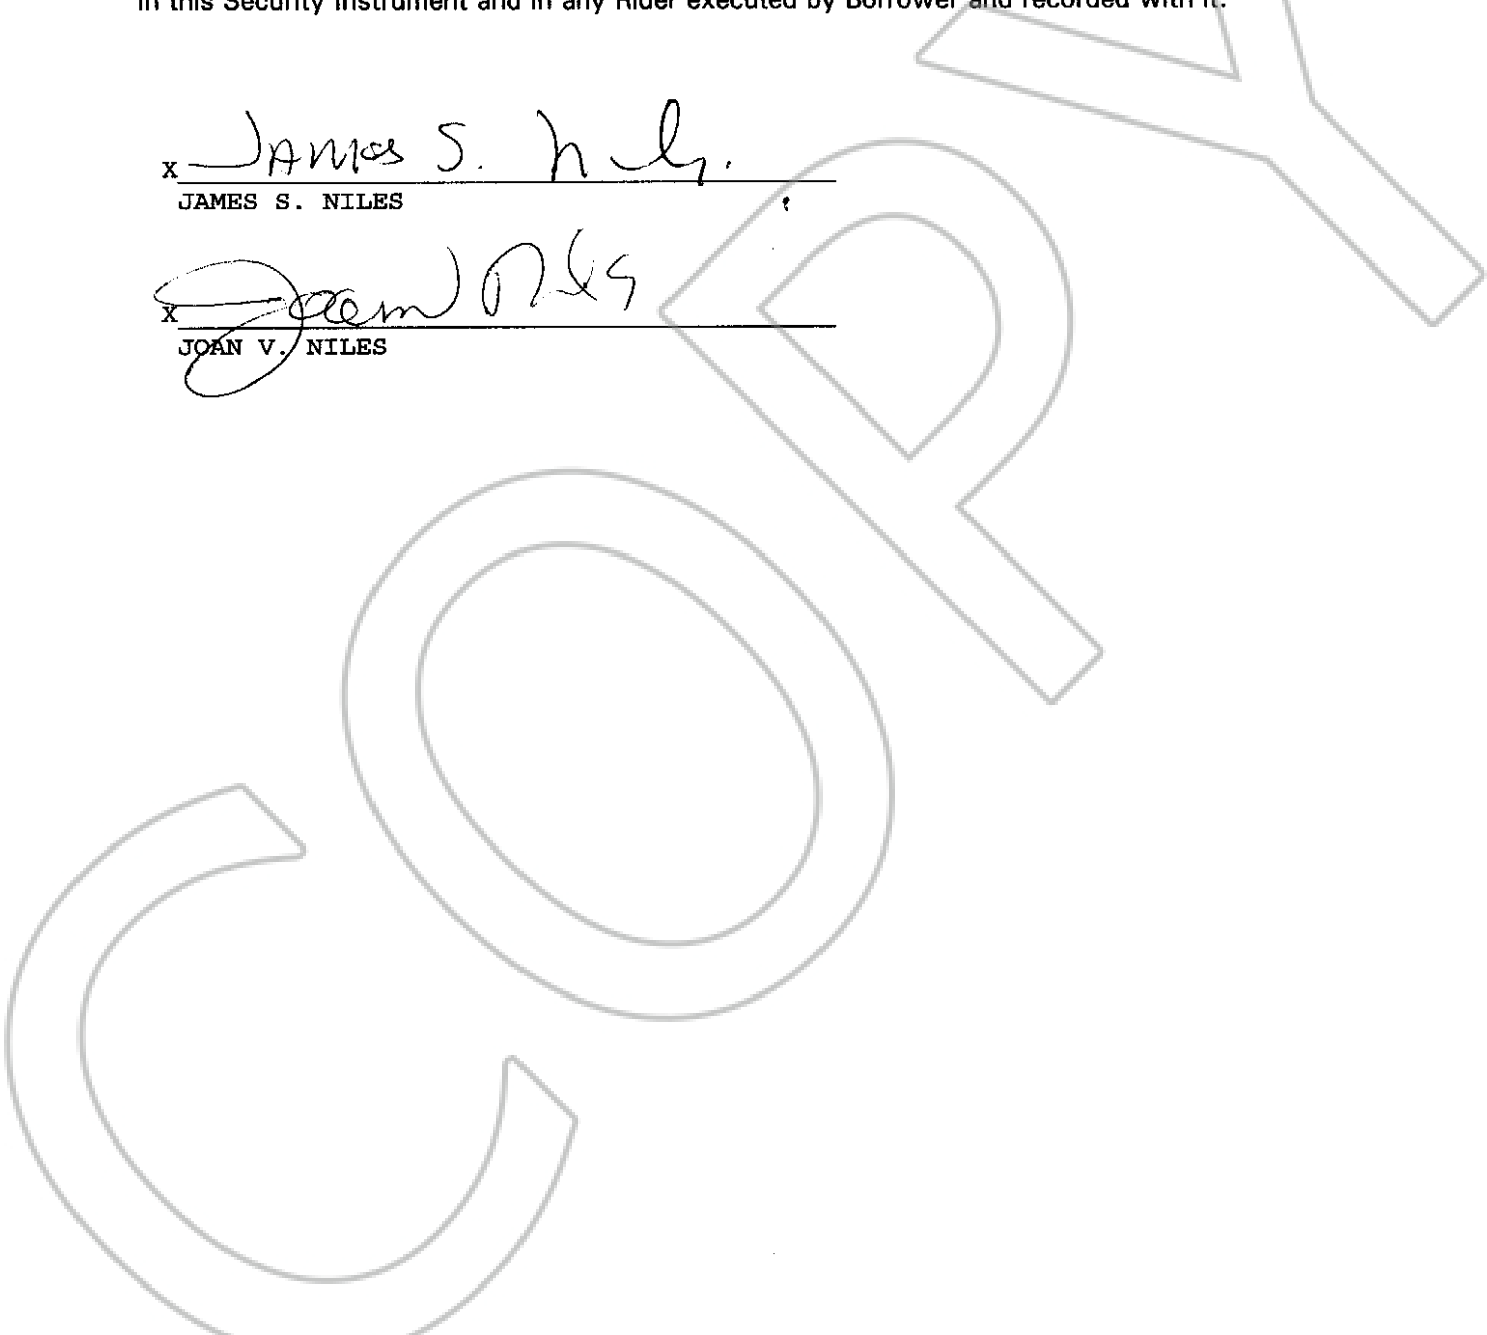 in this Security Instrument and in any Rider executed by Borrower and recorded with it.
x James S.
JAMES S. NILES
x Joan Niles
JOAN V. NILES
COPY